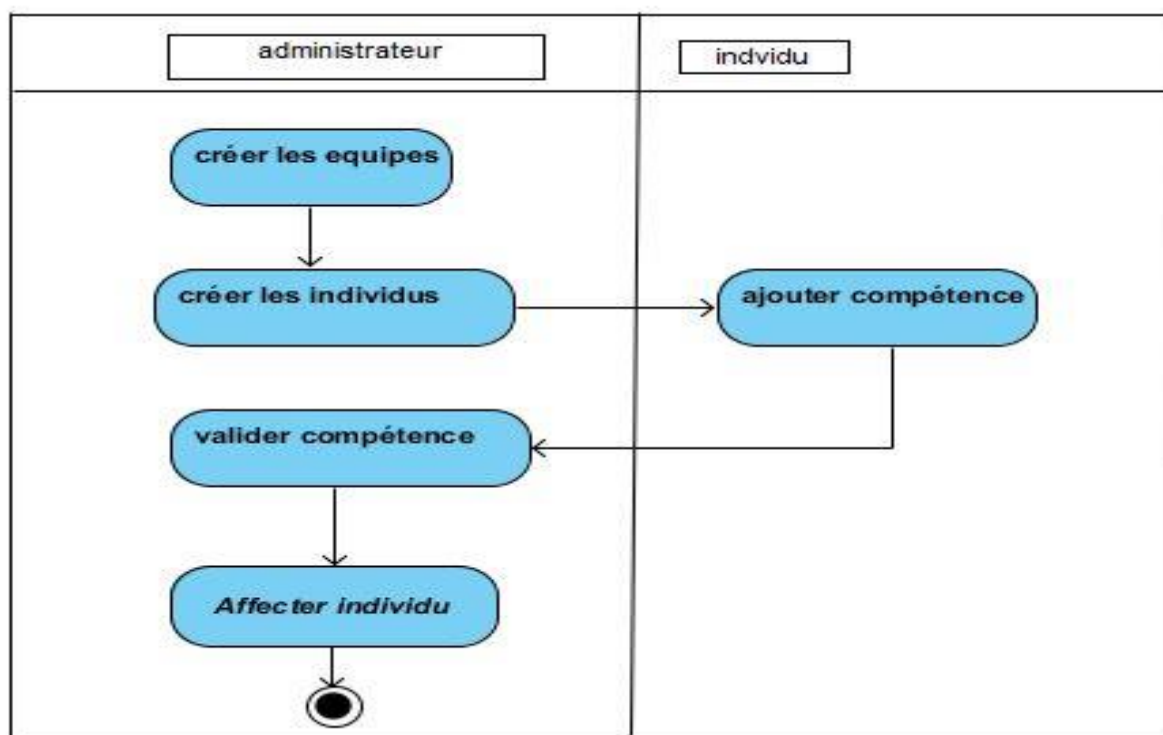 administrateur
indvidu
créer les equipes
créer les individus
ajouter compétence
valider compétence
Affecter individu